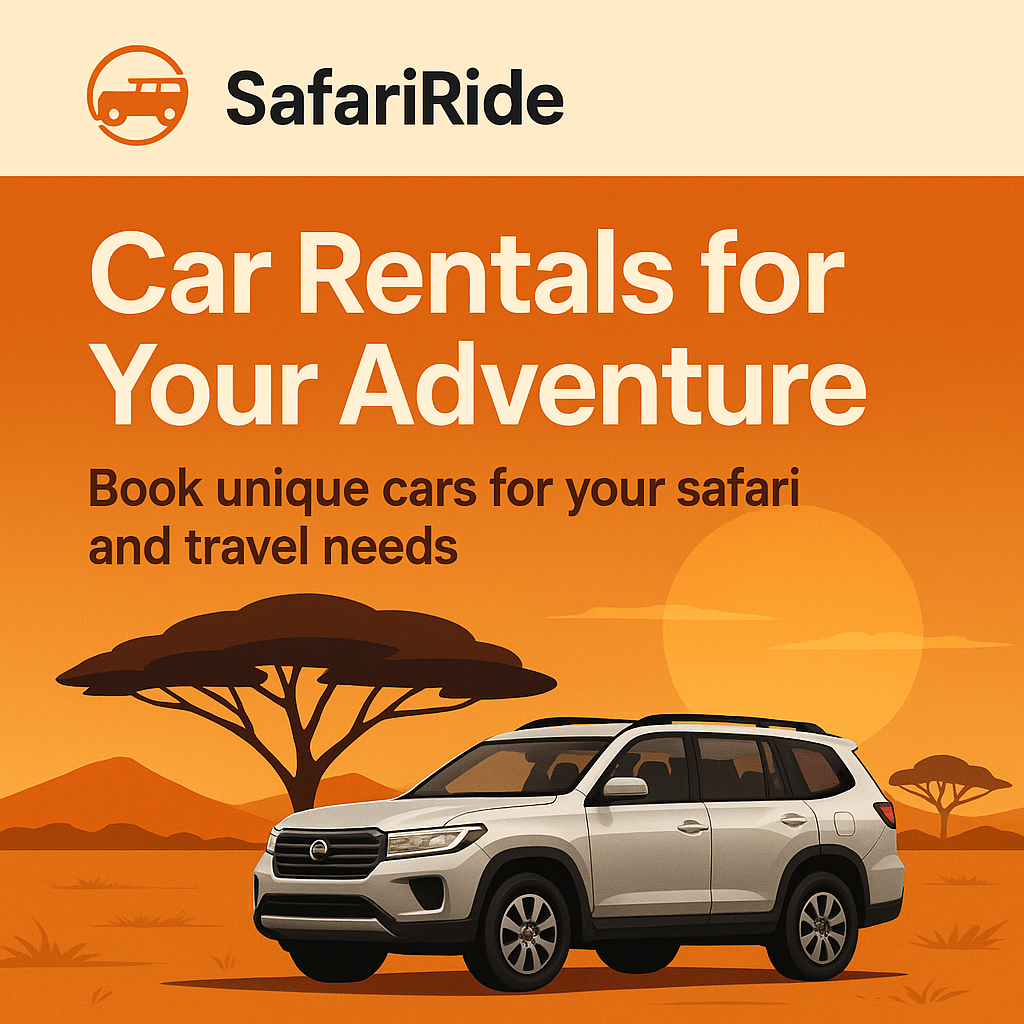 SafariRide
Car Rentals for
Your Adventure
Book unique cars for your safari
and travel needs